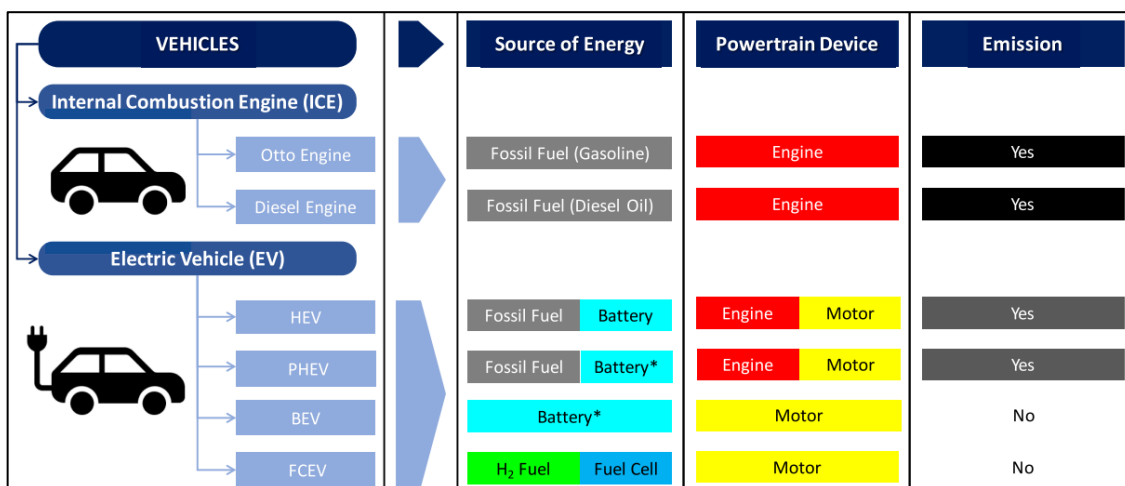 VEHICLES
Source of Energy
Powertrain Device
Emission
Internal Combustion Engine (ICE)
Otto Engine
Fossil Fuel (Gasoline)
Engine
Yes
Diesel Engine
Fossil Fuel (Diesel Oil)
Engine
Yes
Electric Vehicle (EV)
HEV
Fossil Fuel
Battery
Engine
Motor
Yes
PHEV
Fossil Fuel
Battery*
Engine
Motor
Yes
BEV
Battery*
Motor
No
FCEV
H₂ Fuel
Fuel Cell
Motor
No